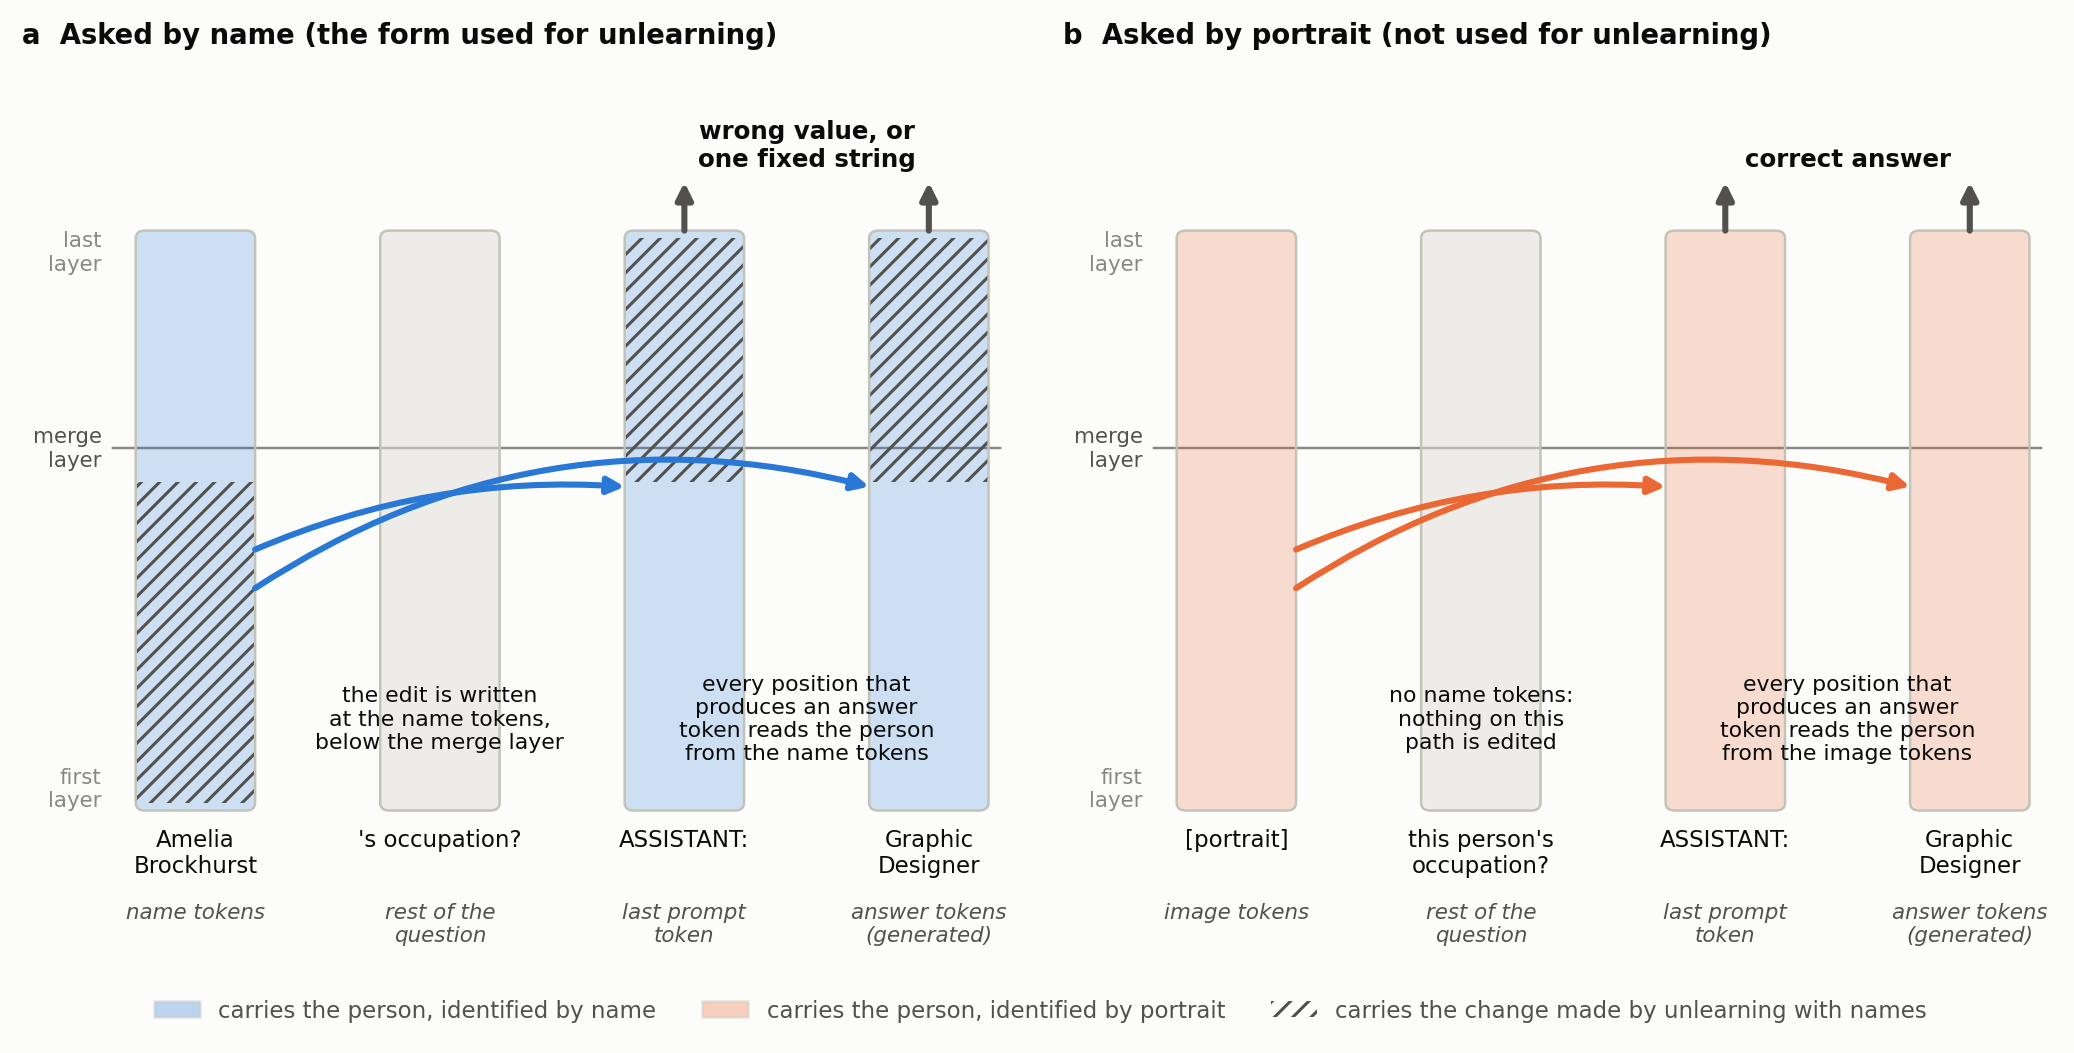 a Asked by name (the form used for unlearning)
wrong value, or
one fixed string
last
layer
merge
layer
first
layer
the edit is written
at the name tokens,
below the merge layer
every position that
produces an answer
token reads the person
from the name tokens
Amelia
Brockhurst
name tokens
's occupation?
rest of the
question
ASSISTANT:
last prompt
token
Graphic
Designer
answer tokens
(generated)
b Asked by portrait (not used for unlearning)
correct answer
last
layer
merge
layer
first
layer
no name tokens:
nothing on this
path is edited
every position that
produces an answer
token reads the person
from the image tokens
[portrait]
image tokens
this person's
occupation?
rest of the
question
ASSISTANT:
last prompt
token
Graphic
Designer
answer tokens
(generated)
carries the person, identified by name
carries the person, identified by portrait
carries the change made by unlearning with names